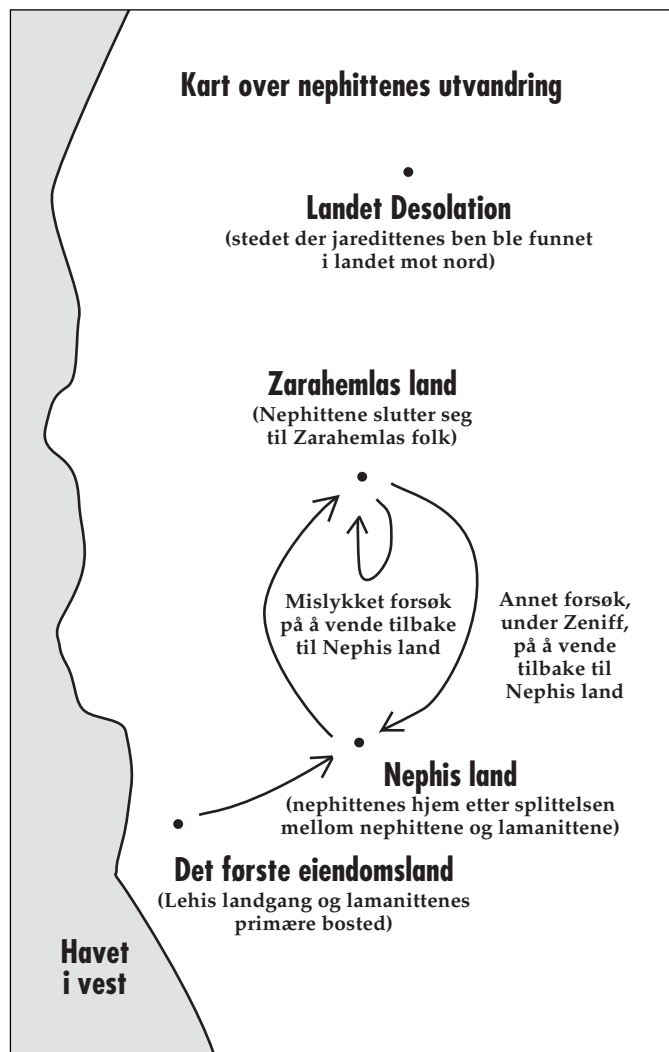 Kart over nephittenes utvandring
Landet Desolation
(stedet der jaredittenes ben ble funnet
i landet mot nord)
Zarahemlas land
(Nephittene slutter seg
til Zarahemlas folk)
Mislykket forsøk
på å vende tilbake
til Nephis land
Annet forsøk,
under Zeniff,
på å vende
tilbake til
Nephis land
Nephis land
(nephittenes hjem etter splittelsen
mellom nephittene og lamanittene)
Det første eiendomsland
(Lehis landgang og lamanittenes
primære bosted)
Havet
i vest